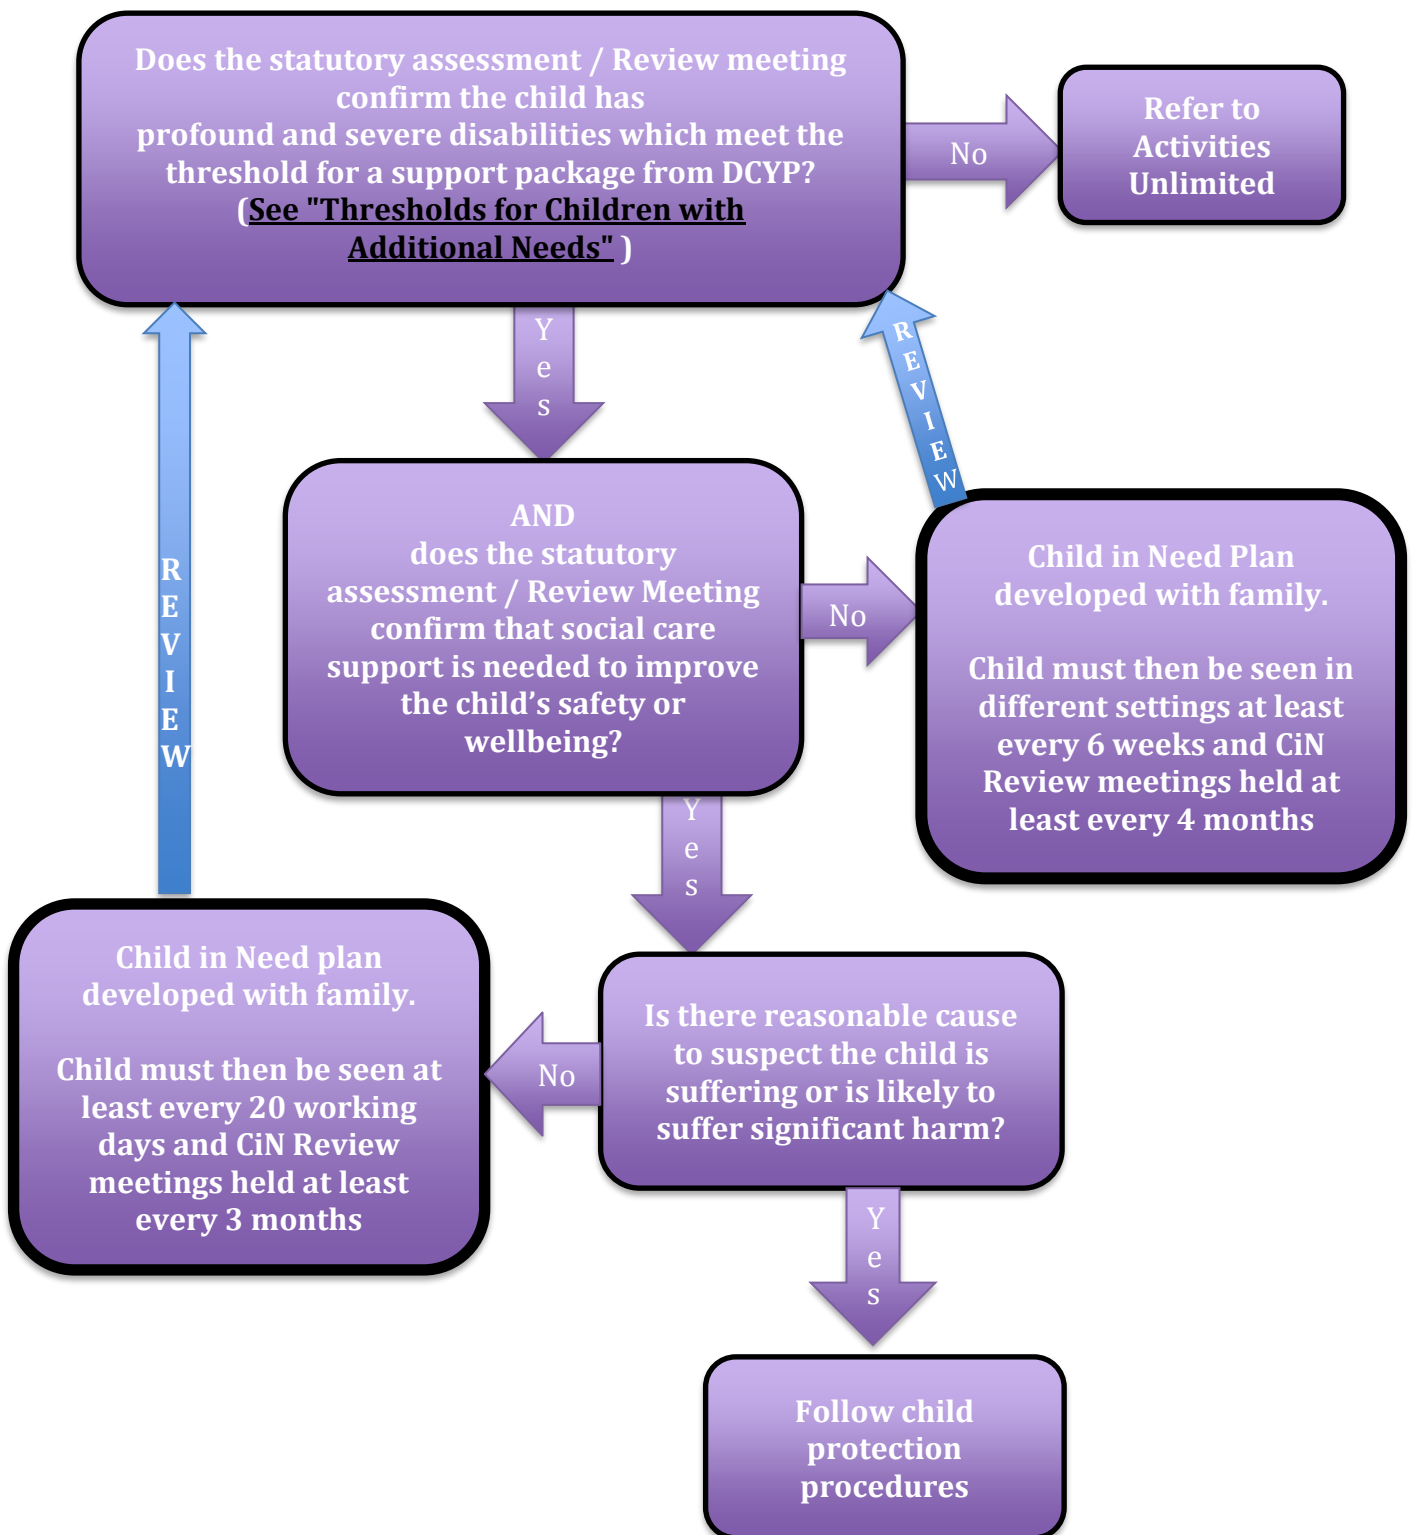 Does the statutory assessment / Review meeting
confirm the child has
profound and severe disabilities which meet the
threshold for a support package from DCYP?
(See "Thresholds for Children with
Additional Needs" )
No
Refer to
Activities
Unlimited
Yes
REVIEW
AND
does the statutory
assessment / Review Meeting
confirm that social care
support is needed to improve
the child’s safety or
wellbeing?
No
Child in Need Plan
developed with family.
Child must then be seen in
different settings at least
every 6 weeks and CiN
Review meetings held at
least every 4 months
REVIEW
Yes
Is there reasonable cause
to suspect the child is
suffering or is likely to
suffer significant harm?
No
Child in Need plan
developed with family.
Child must then be seen at
least every 20 working
days and CiN Review
meetings held at least
every 3 months
Yes
Follow child
protection
procedures